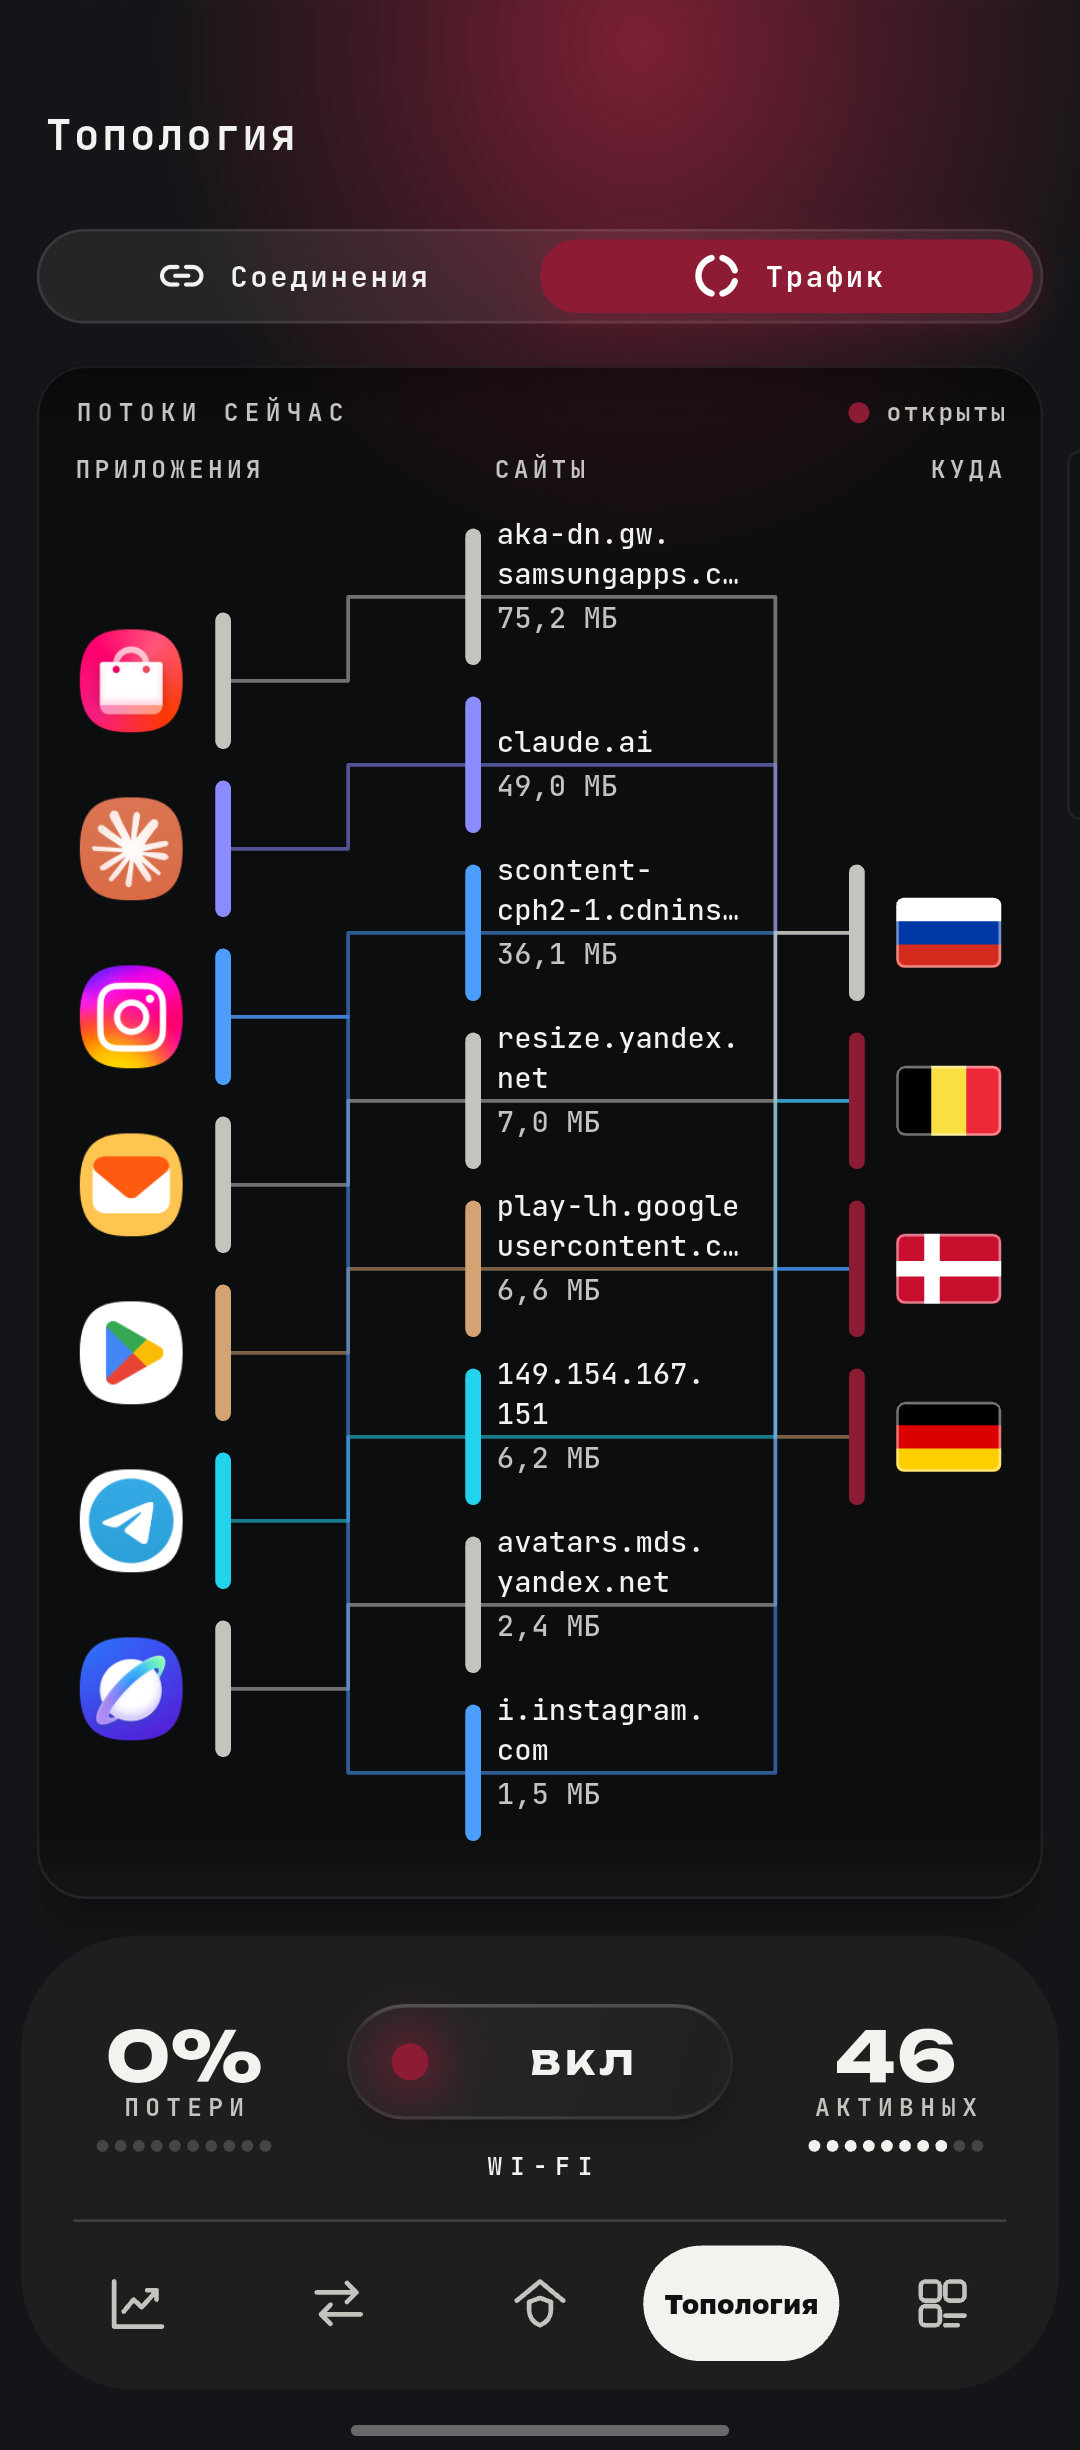 Топология
Соединения
Трафик
ПОТОКИ СЕЙЧАС
открыты
ПРИЛОЖЕНИЯ
САЙТЫ
КУДА
aka-dn.gw.
samsungapps.c…
75,2 МБ
claude.ai
49,0 МБ
scontent-
cph2-1.cdnins…
36,1 МБ
resize.yandex.
net
7,0 МБ
play-lh.google
usercontent.c…
6,6 МБ
149.154.167.
151
6,2 МБ
avatars.mds.
yandex.net
2,4 МБ
i.instagram.
com
1,5 МБ
0%
ПОТЕРИ
вкл
WI-FI
46
АКТИВНЫХ
Топология